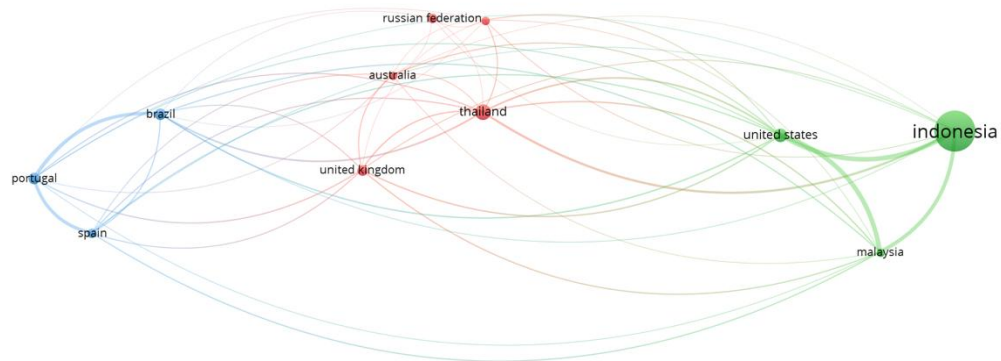 russian federation
australia
thailand
brazil
united states
indonesia
united kingdom
portugal
spain
malaysia